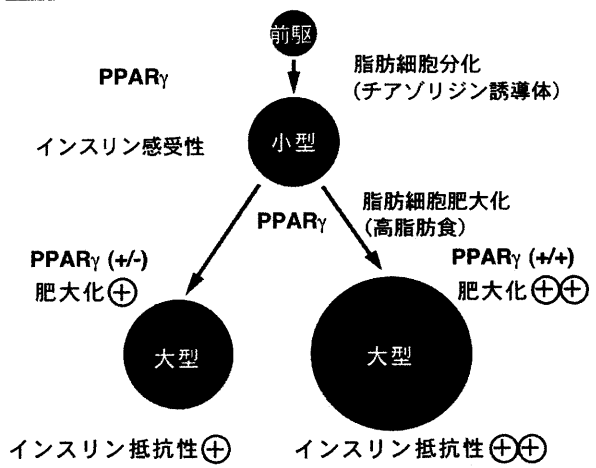 前駆
PPARγ
脂肪細胞分化
(チアゾリジン誘導体)
インスリン感受性
小型
脂肪細胞肥大化
(高脂肪食)
PPARγ
PPARγ (+/-)
肥大化⊕
PPARγ (+/+)
肥大化⊕⊕
大型
大型
インスリン抵抗性⊕
インスリン抵抗性⊕⊕